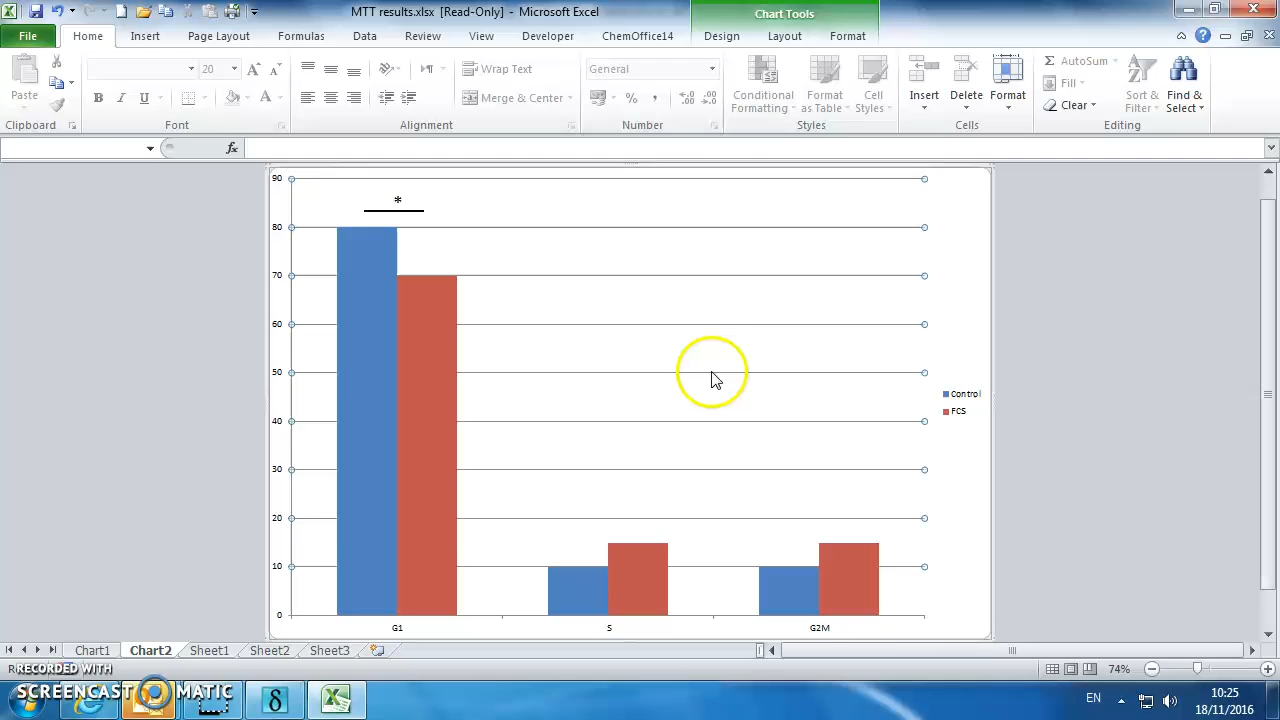 MTT results.xlsx [Read-Only] - Microsoft Excel
Chart Tools
File Home Insert Page Layout Formulas Data Review View Developer ChemOffice14 Design Layout Format
Paste
20
A A
B I U
A
Wrap Text
Merge & Center
General
%
,
Conditional Formatting
Format as Table
Cell Styles
Insert
Delete
Format
Σ AutoSum
Fill
Clear
Sort & Filter
Find & Select
Clipboard Font Alignment Number Styles Cells Editing
fx
90
*
80
70
60
50
40
30
20
10
0
Control
FCS
G1 S G2M
Chart1 Chart2 Sheet1 Sheet2 Sheet3
74%
RECORDED WITH
SCREENCAST MATIC
δ
EN
10:25
18/11/2016